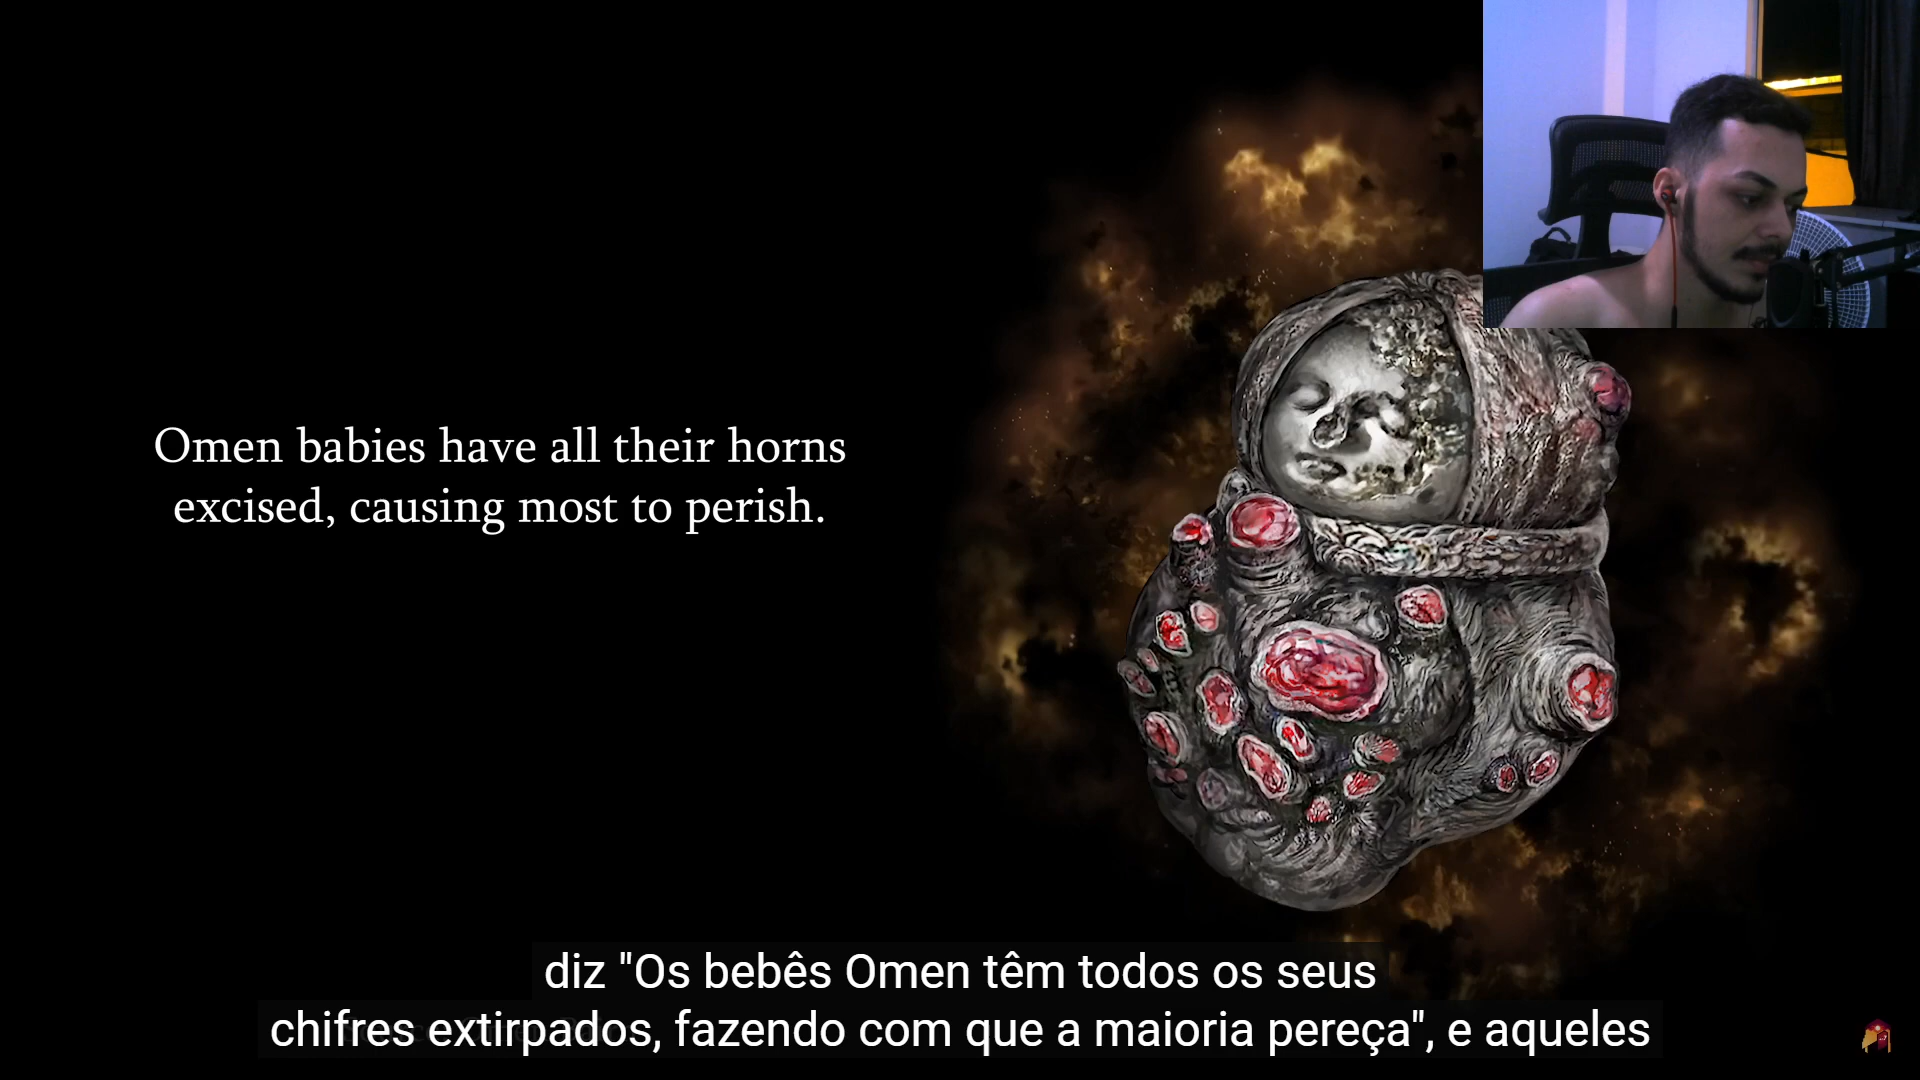 Omen babies have all their horns
excised, causing most to perish.
diz "Os bebês Omen têm todos os seus
chifres extirpados, fazendo com que a maioria pereça", e aqueles